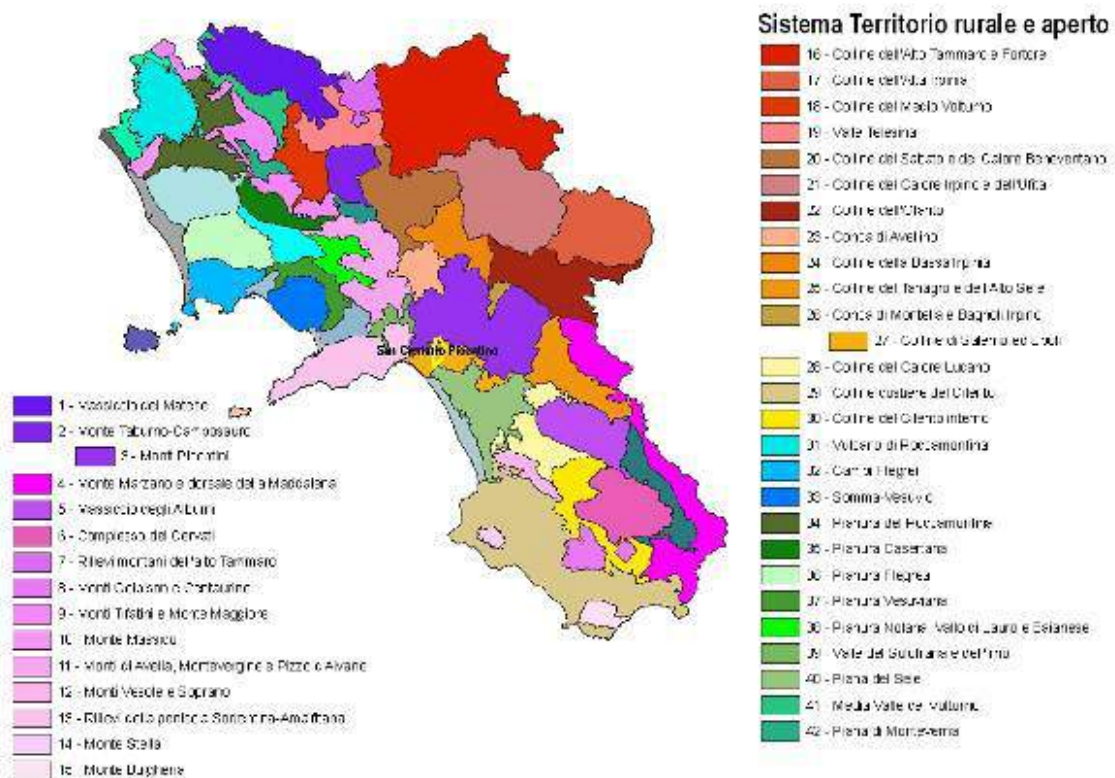 Sistema Territorio rurale e aperto
16 - Colline dell'Alto Tammaro e Fortore
17 - Colline dell'Alta Irpinia
18 - Colline del Medio Volturno
19 - Valle Telesina
20 - Colline del Sabato e del Calore Beneventano
21 - Colline del Calore Irpino e dell'Ufita
22 - Colline dell'Ofanto
23 - Conca di Avellino
24 - Colline della Bassa Irpinia
25 - Colline del Tanagro e dell'Alto Sele
26 - Conca di Montella e Bagnoli Irpino
27 - Colline di Salerno ed Eboli
28 - Colline del Calore Lucano
29 - Colline costiere del Cilento
30 - Colline del Cilento interno
31 - Vulcano di Roccamonfina
32 - Campi Flegrei
33 - Somma-Vesuvio
34 - Pianura del Roccamonfina
35 - Pianura Casertana
36 - Pianura Flegrea
37 - Pianura Vesuviana
38 - Pianura Nolana, Vallo di Lauro e Baianese
39 - Valle del Solofrana e dell'Irno
40 - Piana del Sele
41 - Media Valle del Volturno
42 - Piana di Monteverna
San Cipriano Picentino
1 - Massiccio del Matese
2 - Monte Taburno-Camposauro
3 - Monti Picentini
4 - Monte Marzano e dorsale della Maddalena
5 - Massiccio degli Alburni
6 - Complesso del Cervati
7 - Rilievi montani dell'alto Tammaro
8 - Monti Gelbison e Centaurino
9 - Monti Tifatini e Monte Maggiore
10 - Monte Massico
11 - Monti di Avella, Montevergine e Pizzo d'Alvano
12 - Monti Vesole e Soprano
13 - Rilievi della penisola Sorrentina-Amalfitana
14 - Monte Stella
15 - Monte Bulgheria